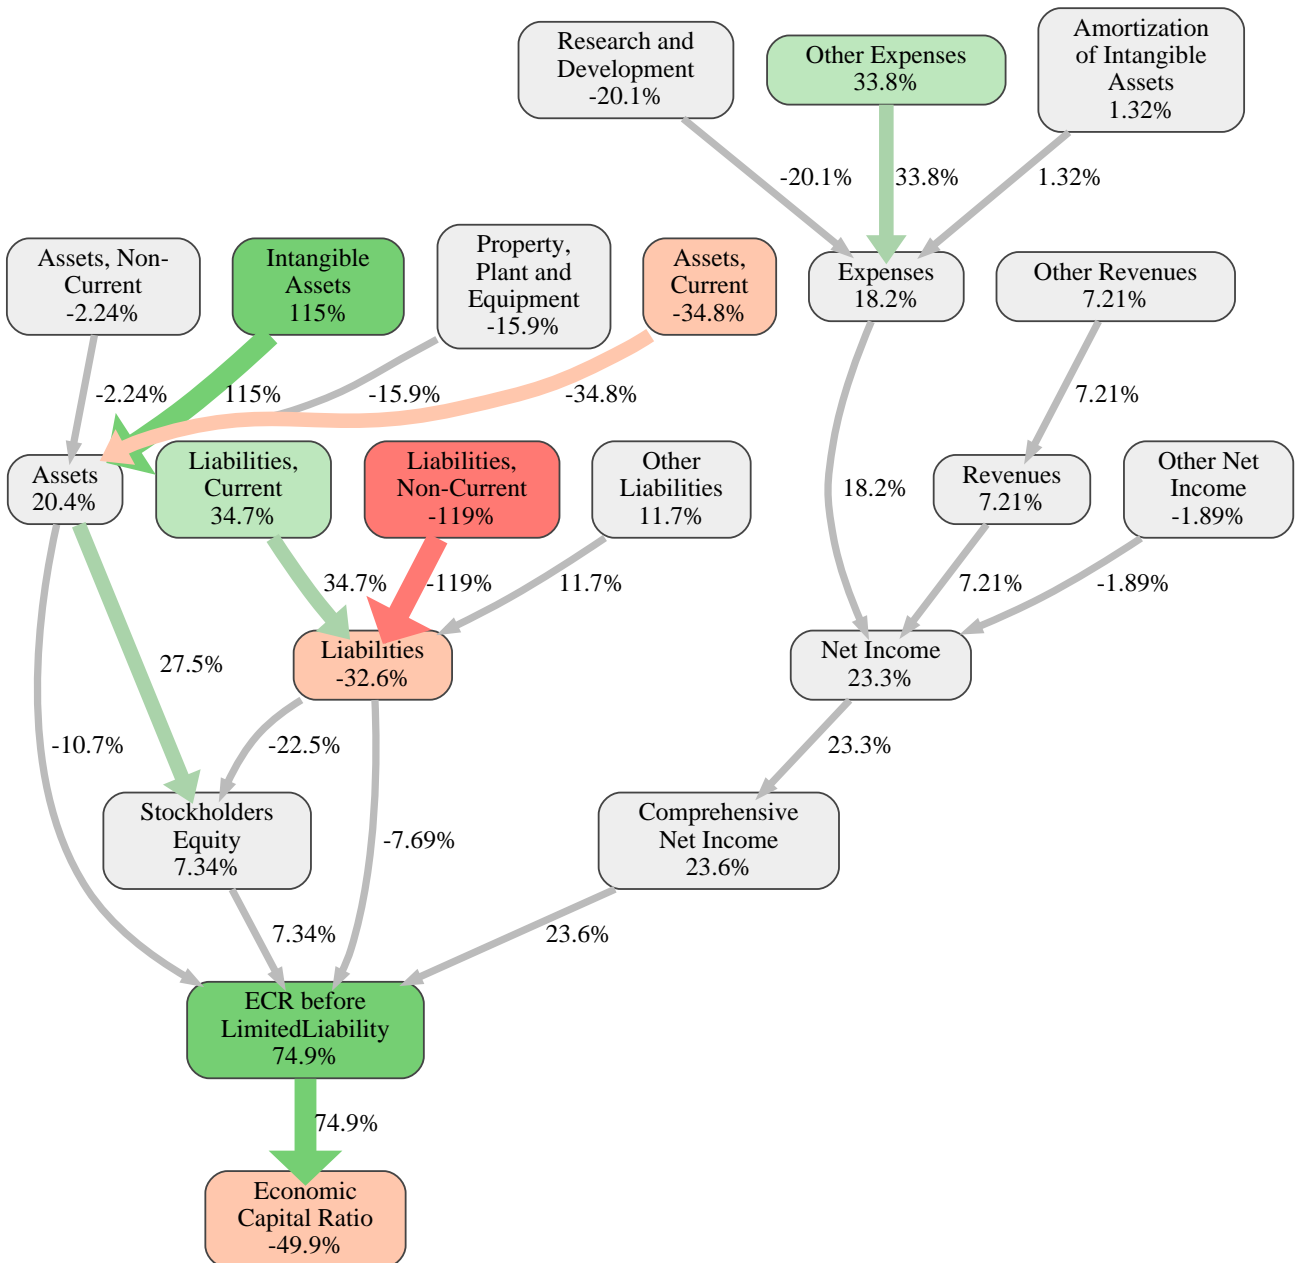 Research and
Development
-20.1%
Other Expenses
33.8%
Amortization
of Intangible
Assets
1.32%
-20.1%
33.8%
1.32%
Assets, Non-
Current
-2.24%
Intangible
Assets
115%
Property,
Plant and
Equipment
-15.9%
Assets,
Current
-34.8%
Expenses
18.2%
Other Revenues
7.21%
-2.24%
115%
-15.9%
-34.8%
7.21%
Assets
20.4%
Liabilities,
Current
34.7%
Liabilities,
Non-Current
-119%
Other
Liabilities
11.7%
18.2%
Revenues
7.21%
Other Net
Income
-1.89%
34.7%
-119%
11.7%
7.21%
-1.89%
27.5%
Liabilities
-32.6%
Net Income
23.3%
-10.7%
-22.5%
23.3%
Stockholders
Equity
7.34%
-7.69%
Comprehensive
Net Income
23.6%
7.34%
23.6%
ECR before
LimitedLiability
74.9%
74.9%
Economic
Capital Ratio
-49.9%